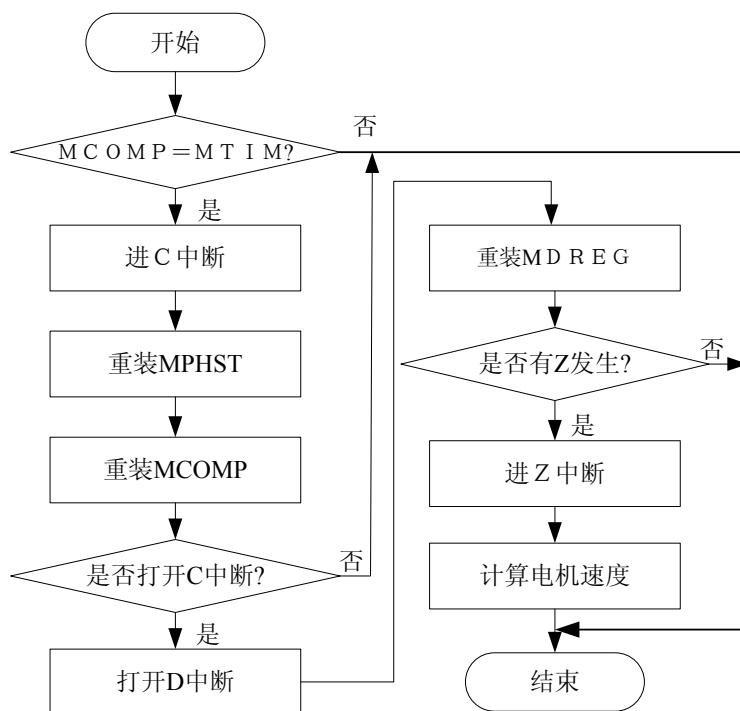 开始
否
ＭＣＯＭＰ＝ＭＴＩＭ?
是
进Ｃ中断
重装MPHST
重装MCOMP
是否打开C中断?
否
是
打开D中断
重装MＤＲＥＧ
是否有Z发生?
否
是
进Ｚ中断
计算电机速度
结束